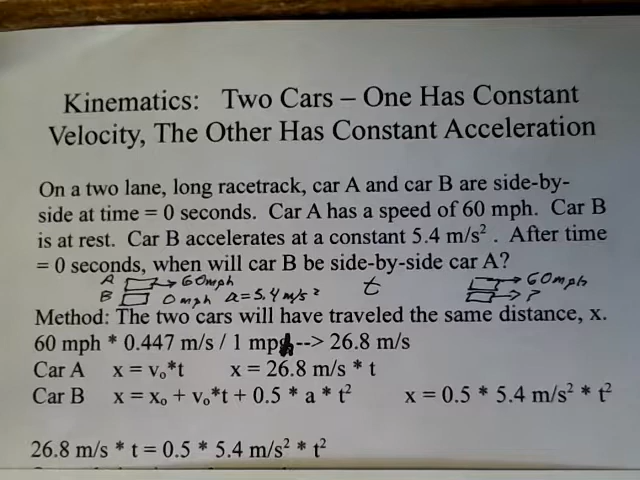 Kinematics: Two Cars – One Has Constant
Velocity, The Other Has Constant Acceleration
On a two lane, long racetrack, car A and car B are side-by-
side at time = 0 seconds. Car A has a speed of 60 mph. Car B
is at rest. Car B accelerates at a constant 5.4 m/s². After time
= 0 seconds, when will car B be side-by-side car A?
A 60mph t 60mph
B 0 mph a=5.4 m/s² ?
Method: The two cars will have traveled the same distance, x.
60 mph * 0.447 m/s / 1 mph--> 26.8 m/s
Car A x = vₒ*t x = 26.8 m/s * t
Car B x = xₒ + vₒ*t + 0.5 * a * t² x = 0.5 * 5.4 m/s² * t²
26.8 m/s * t = 0.5 * 5.4 m/s² * t²